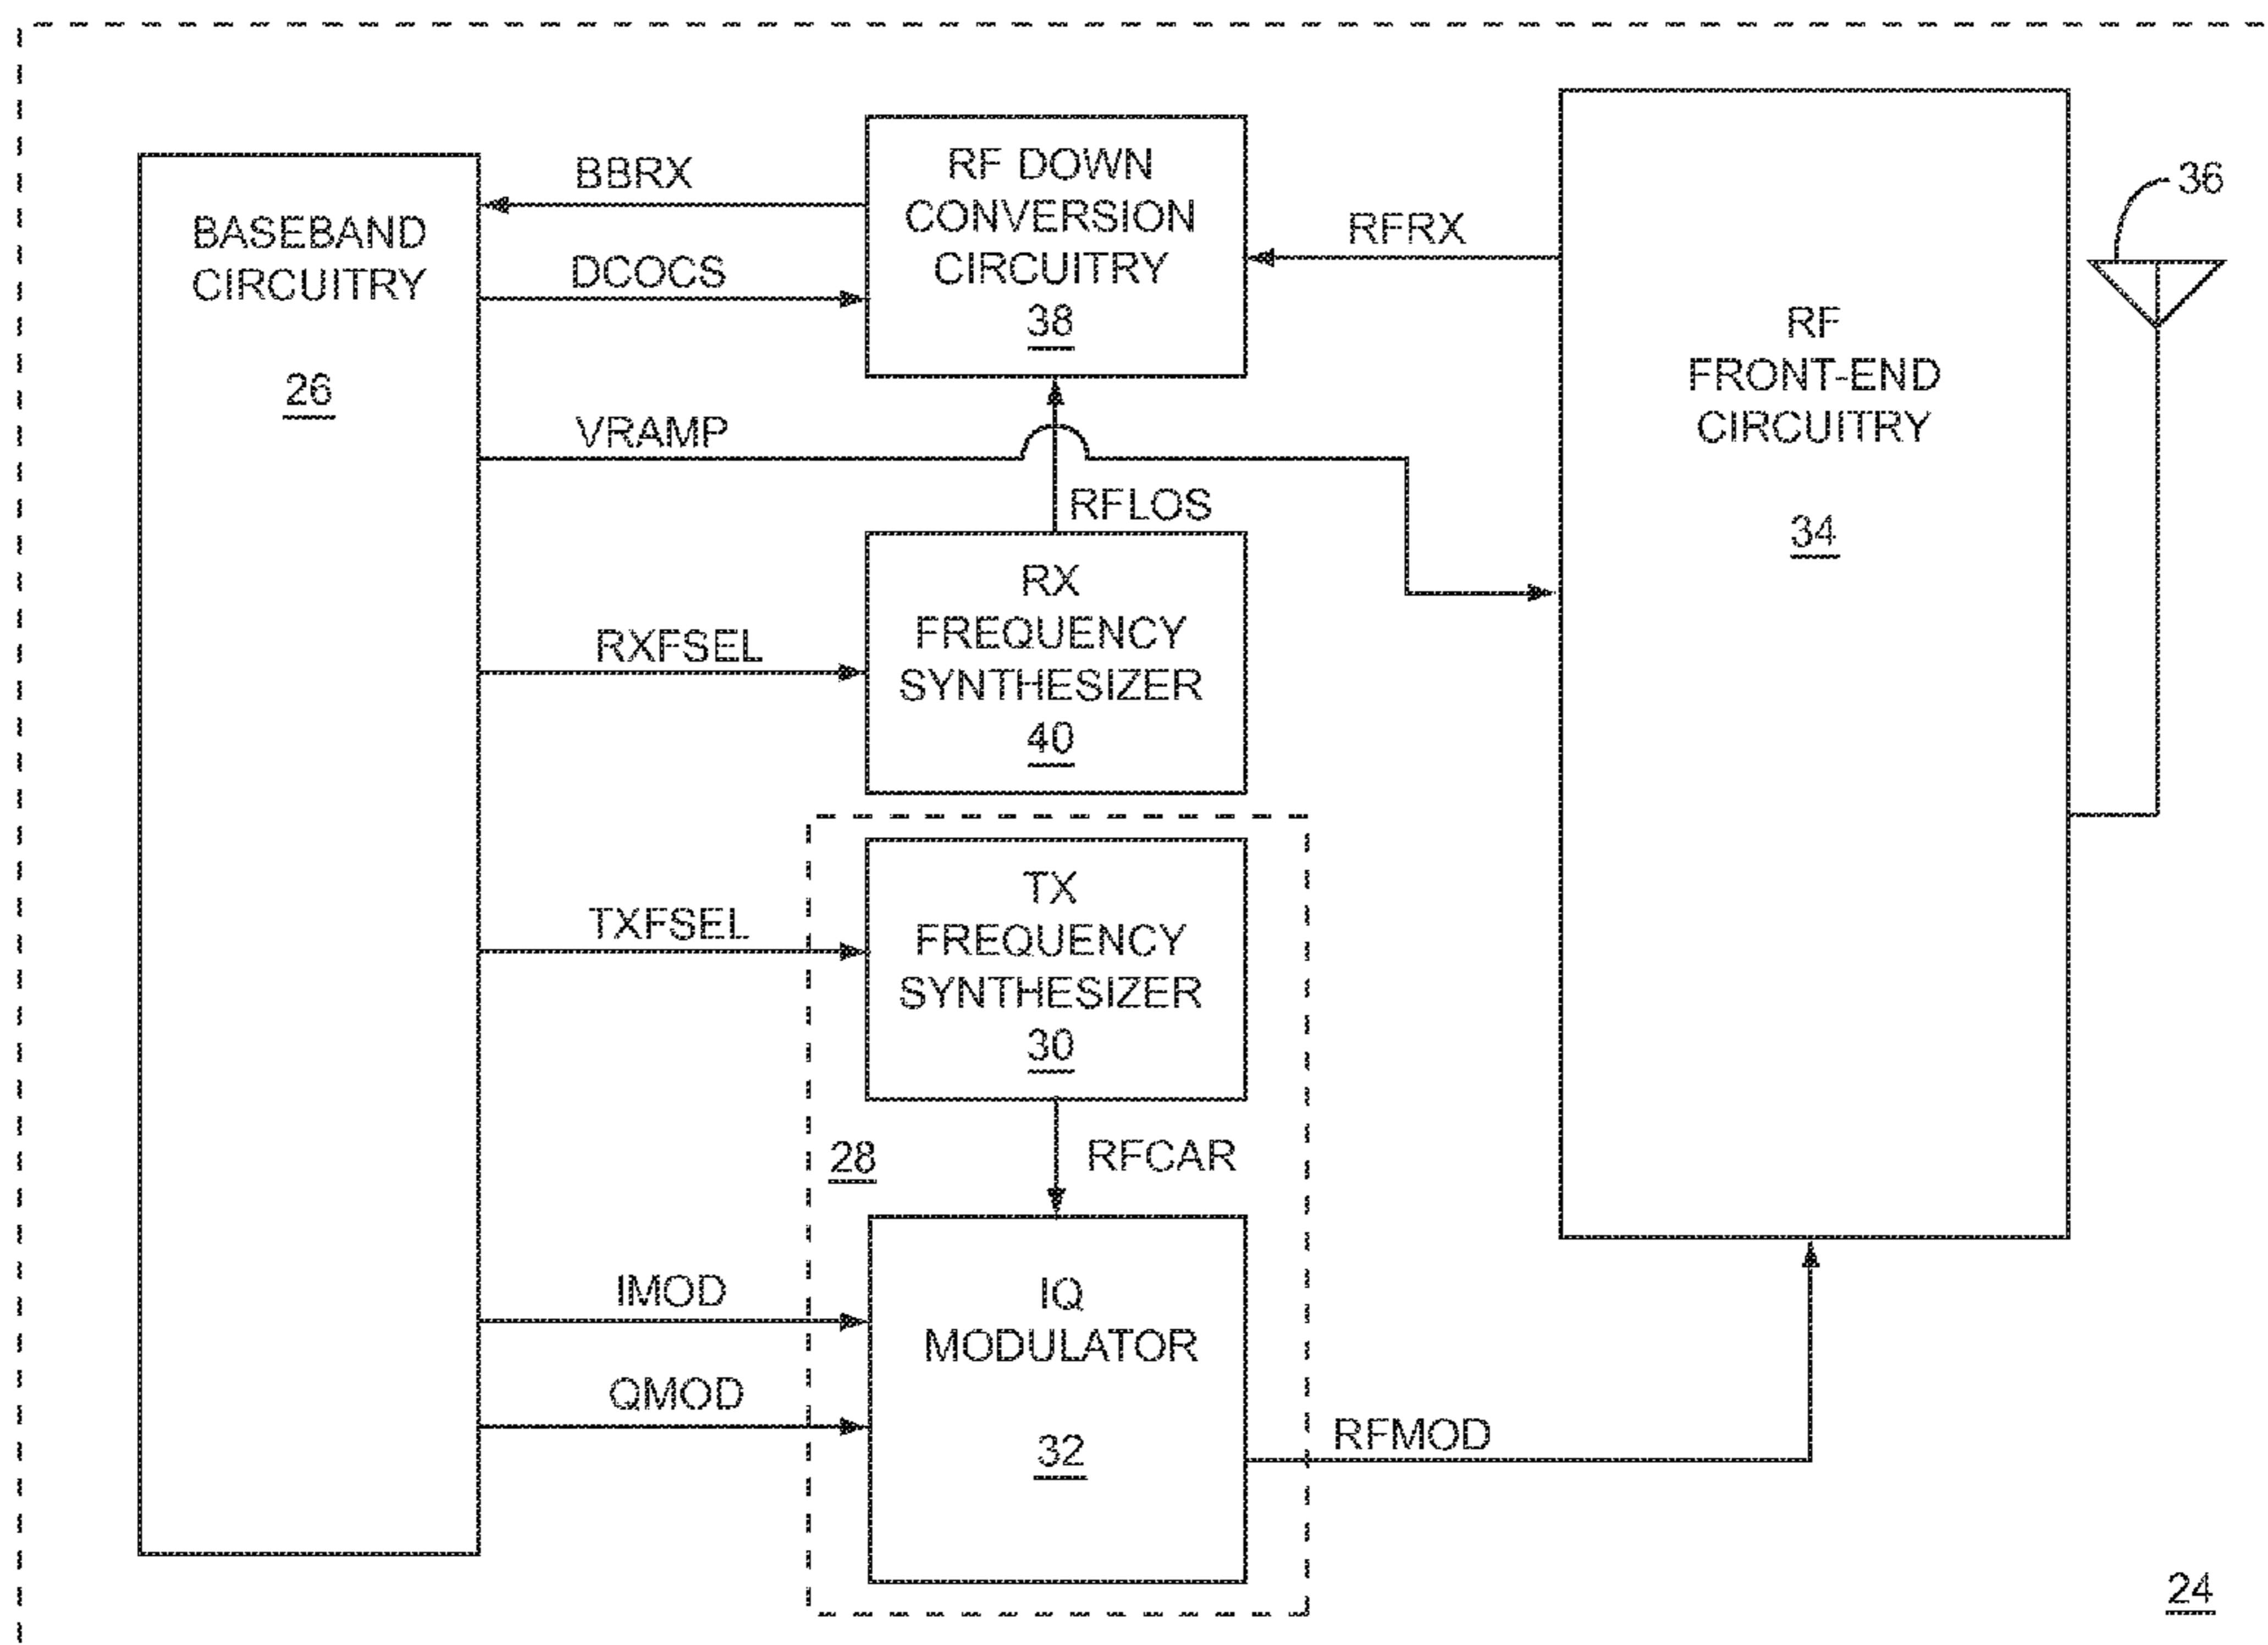 BASEBAND
CIRCUITRY
26
BBRX
DCOCS
VRAMP
RXFSEL
TXFSEL
IMOD
QMOD
RF DOWN
CONVERSION
CIRCUITRY
38
RFLOS
RX
FREQUENCY
SYNTHESIZER
40
TX
FREQUENCY
SYNTHESIZER
30
28
RFCAR
IQ
MODULATOR
32
RFRX
RFMOD
RF
FRONT-END
CIRCUITRY
34
36
24